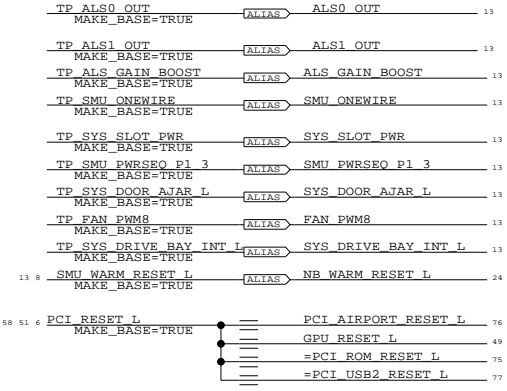 TP_ALS0_OUT ALIAS ALS0_OUT 13
MAKE_BASE=TRUE
TP_ALS1_OUT ALIAS ALS1_OUT 13
MAKE_BASE=TRUE
TP_ALS_GAIN_BOOST ALIAS ALS_GAIN_BOOST 13
MAKE_BASE=TRUE
TP_SMU_ONEWIRE ALIAS SMU_ONEWIRE 13
MAKE_BASE=TRUE
TP_SYS_SLOT_PWR ALIAS SYS_SLOT_PWR 13
MAKE_BASE=TRUE
TP_SMU_PWRSEQ_P1_3 ALIAS SMU_PWRSEQ_P1_3 13
MAKE_BASE=TRUE
TP_SYS_DOOR_AJAR_L ALIAS SYS_DOOR_AJAR_L 13
MAKE_BASE=TRUE
TP_FAN_PWM8 ALIAS FAN_PWM8 13
MAKE_BASE=TRUE
TP_SYS_DRIVE_BAY_INT_L ALIAS SYS_DRIVE_BAY_INT_L 13
MAKE_BASE=TRUE
13 8 SMU_WARM_RESET_L ALIAS NB_WARM_RESET_L 24
MAKE_BASE=TRUE
58 51 6 PCI_RESET_L PCI_AIRPORT_RESET_L 76
MAKE_BASE=TRUE
GPU_RESET_L 49
=PCI_ROM_RESET_L 75
=PCI_USB2_RESET_L 77